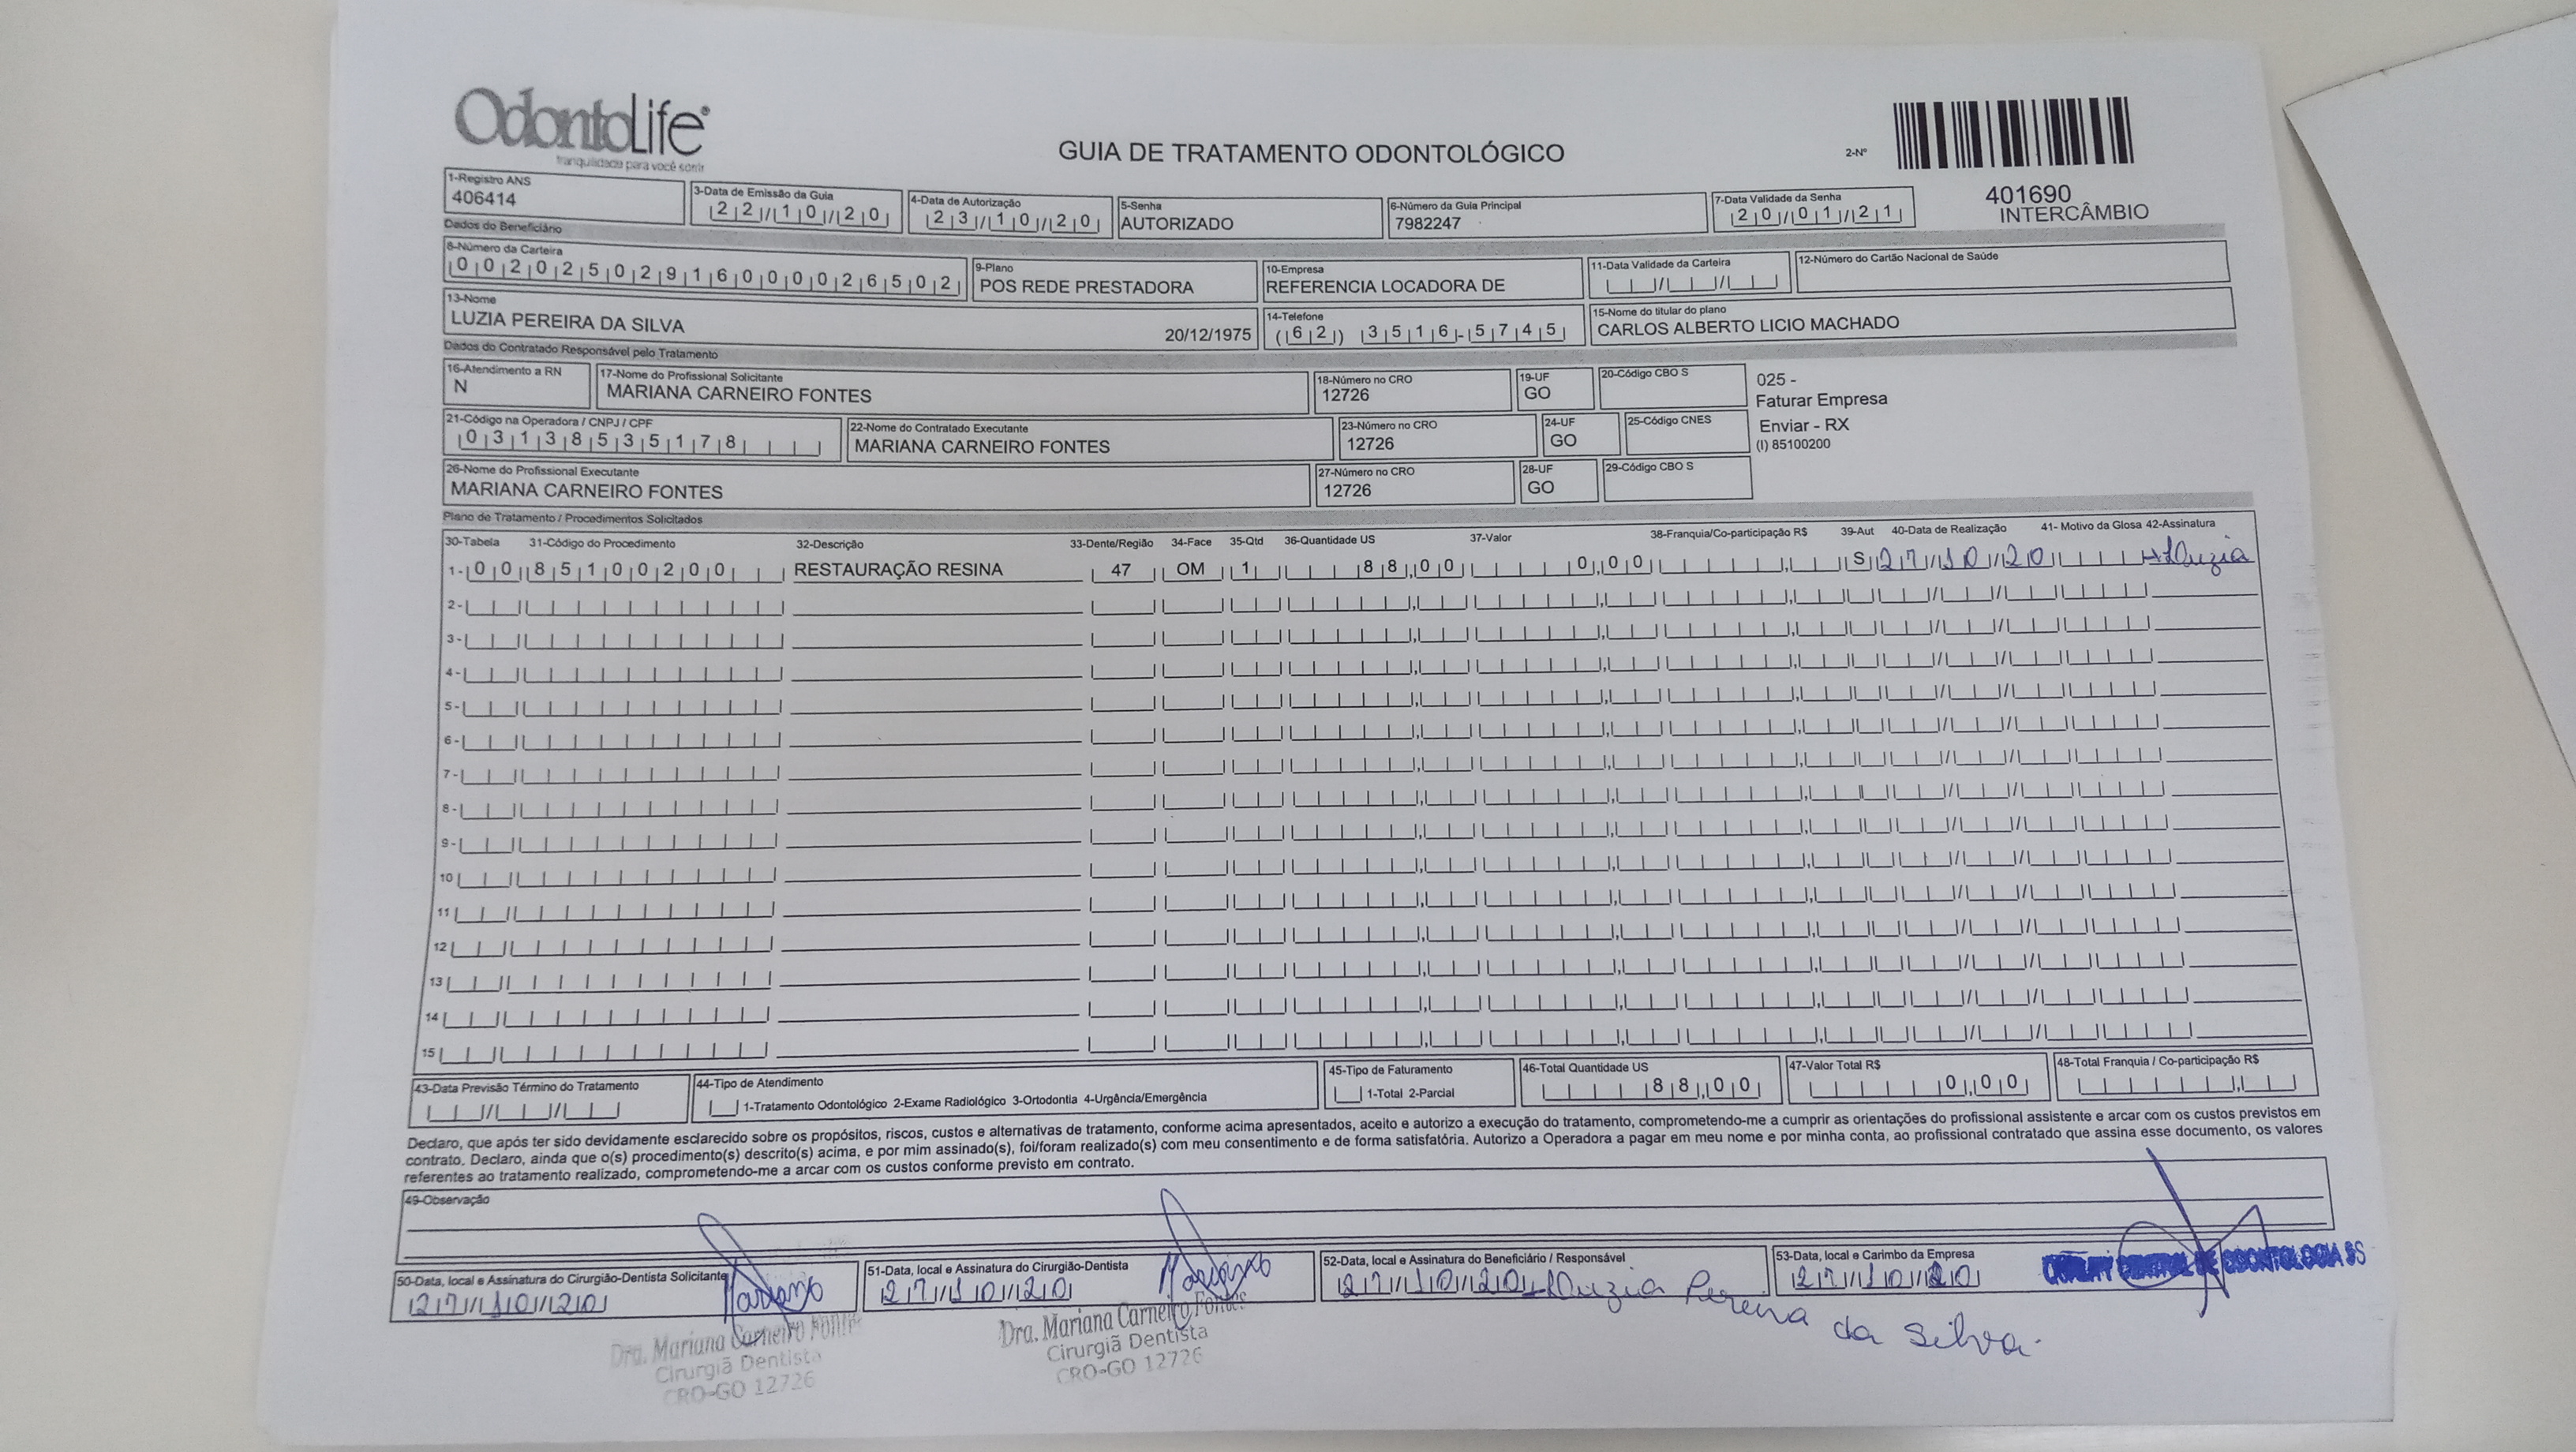 OdontoLife®
tranquilidade para você sorrir
GUIA DE TRATAMENTO ODONTOLÓGICO
2-Nº
401690
INTERCÂMBIO
1-Registro ANS
406414
3-Data de Emissão da Guia
22/10/20
4-Data de Autorização
23/10/20
5-Senha
AUTORIZADO
6-Número da Guia Principal
7982247
7-Data Validade da Senha
20/01/21
Dados do Beneficiário
8-Número da Carteira
00202502916000026502
9-Plano
POS REDE PRESTADORA
10-Empresa
REFERENCIA LOCADORA DE
11-Data Validade da Carteira
12-Número do Cartão Nacional de Saúde
13-Nome
LUZIA PEREIRA DA SILVA 20/12/1975
14-Telefone
(62) 3516-5745
15-Nome do titular do plano
CARLOS ALBERTO LICIO MACHADO
Dados do Contratado Responsável pelo Tratamento
16-Atendimento a RN
N
17-Nome do Profissional Solicitante
MARIANA CARNEIRO FONTES
18-Número no CRO
12726
19-UF
GO
20-Código CBO S
025 -
Faturar Empresa
Enviar - RX
(I) 85100200
21-Código na Operadora / CNPJ / CPF
03138535178
22-Nome do Contratado Executante
MARIANA CARNEIRO FONTES
23-Número no CRO
12726
24-UF
GO
25-Código CNES
26-Nome do Profissional Executante
MARIANA CARNEIRO FONTES
27-Número no CRO
12726
28-UF
GO
29-Código CBO S
Plano de Tratamento / Procedimentos Solicitados
30-Tabela 31-Código do Procedimento 32-Descrição 33-Dente/Região 34-Face 35-Qtd 36-Quantidade US 37-Valor 38-Franquia/Co-participação R$ 39-Aut 40-Data de Realização 41- Motivo da Glosa 42-Assinatura
1- 00 85100200 RESTAURAÇÃO RESINA 47 OM 1 88,00 0,00 S 27/10/20 Luzia
2-
3-
4-
5-
6-
7-
8-
9-
10
11
12
13
14
15
43-Data Previsão Término do Tratamento
44-Tipo de Atendimento
1-Tratamento Odontológico 2-Exame Radiológico 3-Ortodontia 4-Urgência/Emergência
45-Tipo de Faturamento
1-Total 2-Parcial
46-Total Quantidade US
88,00
47-Valor Total R$
0,00
48-Total Franquia / Co-participação R$
Declaro, que após ter sido devidamente esclarecido sobre os propósitos, riscos, custos e alternativas de tratamento, conforme acima apresentados, aceito e autorizo a execução do tratamento, comprometendo-me a cumprir as orientações do profissional assistente e arcar com os custos previstos em
contrato. Declaro, ainda que o(s) procedimento(s) descrito(s) acima, e por mim assinado(s), foi/foram realizado(s) com meu consentimento e de forma satisfatória. Autorizo a Operadora a pagar em meu nome e por minha conta, ao profissional contratado que assina esse documento, os valores
referentes ao tratamento realizado, comprometendo-me a arcar com os custos conforme previsto em contrato.
49-Observação
50-Data, local e Assinatura do Cirurgião-Dentista Solicitante
27/10/20 Mariana
Dra. Mariana Carneiro Fontes
Cirurgiã Dentista
CRO-GO 12726
51-Data, local e Assinatura do Cirurgião-Dentista
27/10/20 Mariana
Dra. Mariana Carneiro Fontes
Cirurgiã Dentista
CRO-GO 12726
52-Data, local e Assinatura do Beneficiário / Responsável
27/10/20 Luzia Pereira da Silva
53-Data, local e Carimbo da Empresa
27/10/20
CENTRAL DE ODONTOLOGIA SS